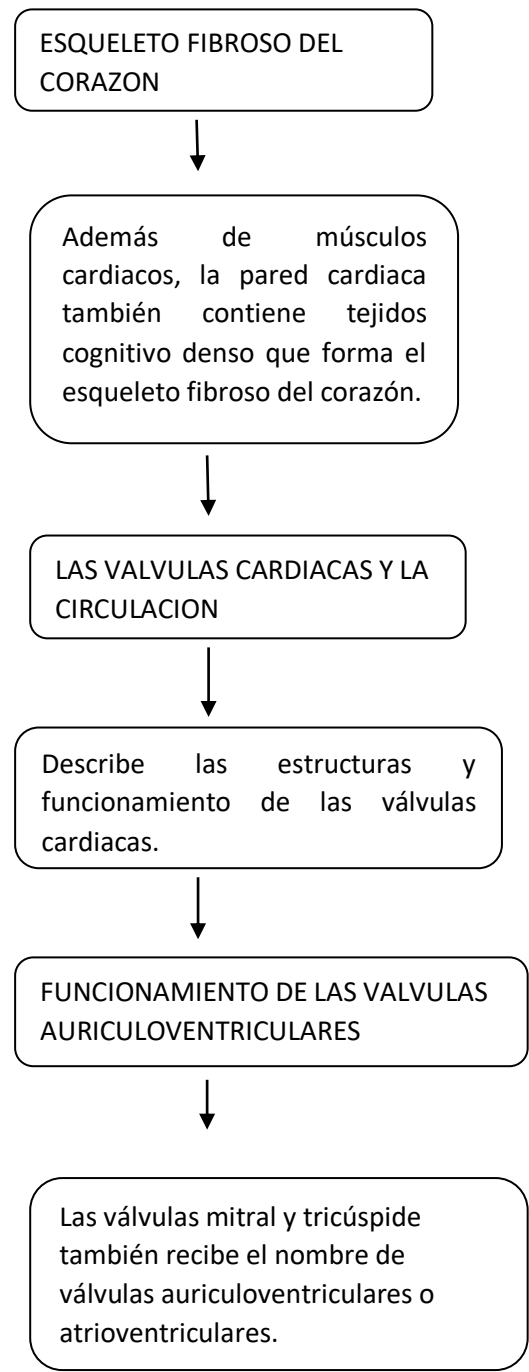 ESQUELETO FIBROSO DEL
CORAZON
Además de músculos
cardiacos, la pared cardiaca
también contiene tejidos
cognitivo denso que forma el
esqueleto fibroso del corazón.
LAS VALVULAS CARDIACAS Y LA
CIRCULACION
Describe las estructuras y
funcionamiento de las válvulas
cardiacas.
FUNCIONAMIENTO DE LAS VALVULAS
AURICULOVENTRICULARES
Las válvulas mitral y tricúspide
también recibe el nombre de
válvulas auriculoventriculares o
atrioventriculares.